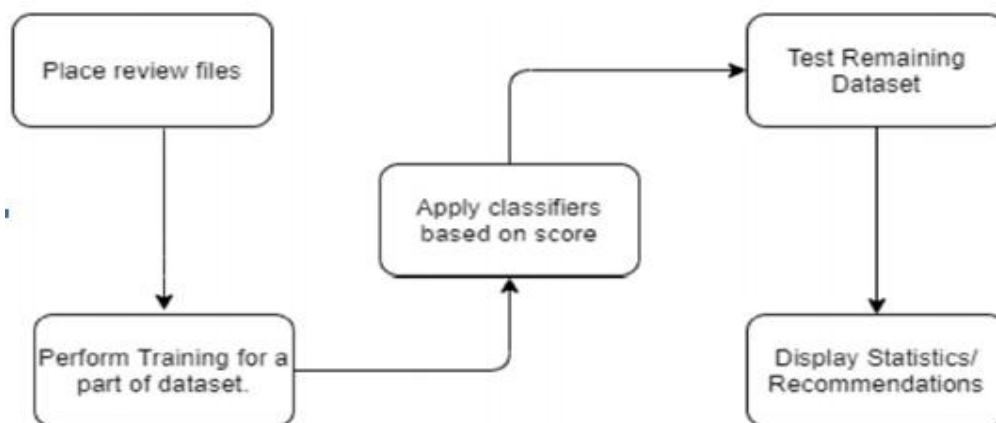 Place review files
Perform Training for a
part of dataset.
Apply classifiers
based on score
Test Remaining
Dataset
Display Statistics/
Recommendations